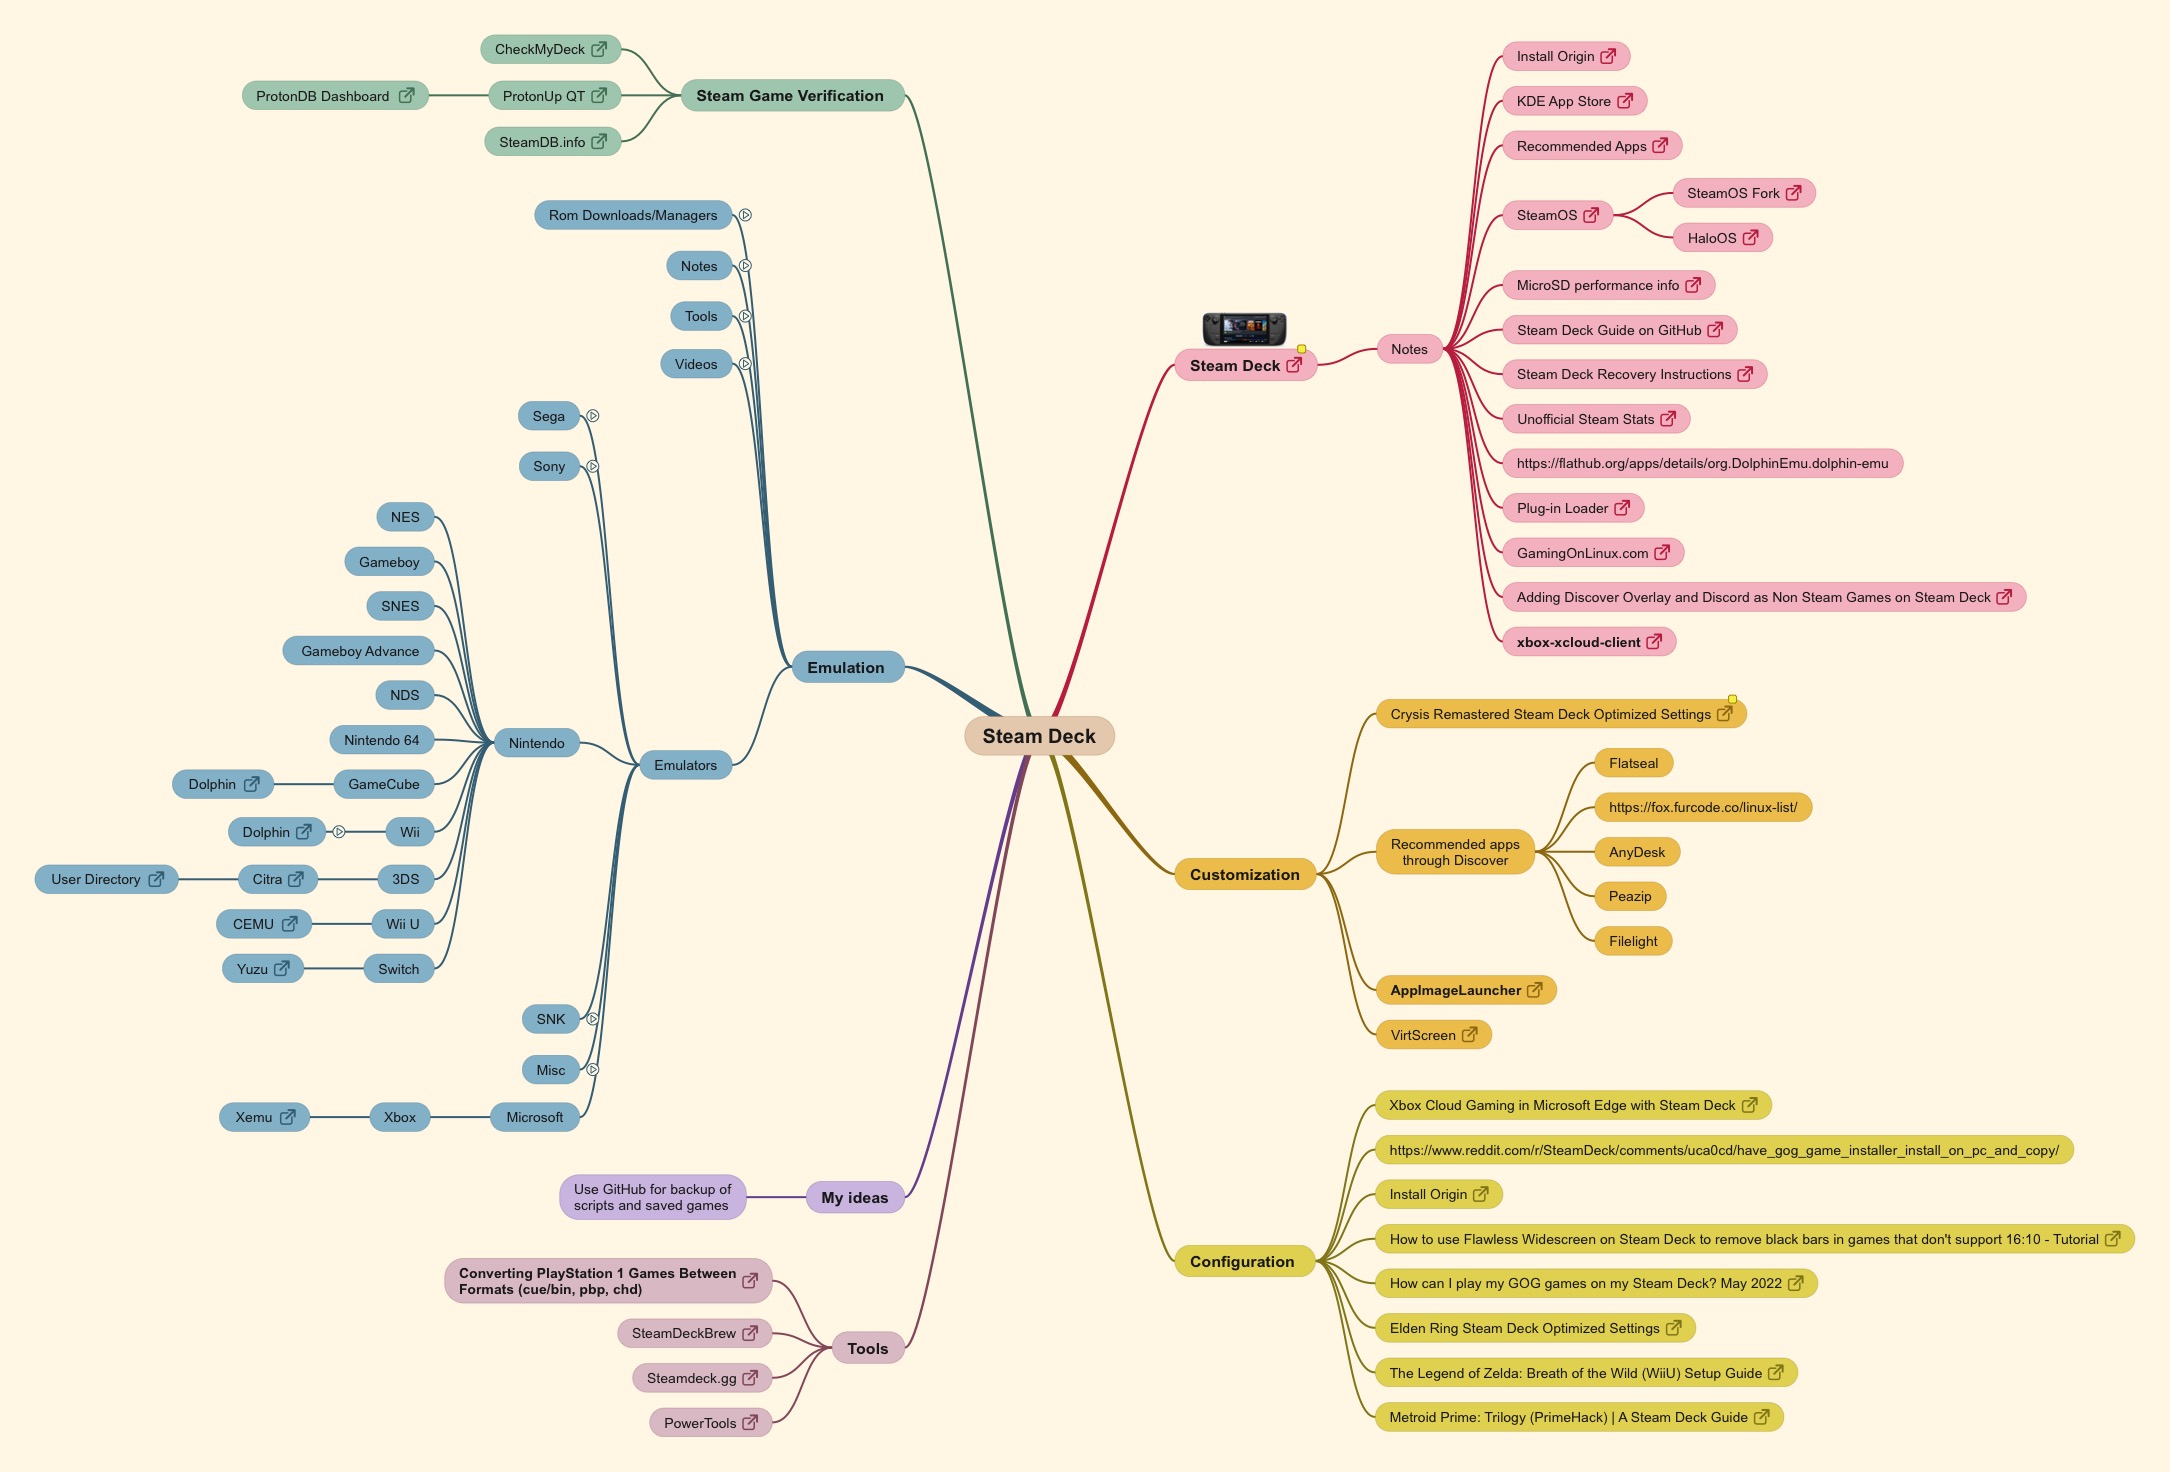 Steam Deck
Steam Game Verification
CheckMyDeck
ProtonUp QT
ProtonDB Dashboard
SteamDB.info
Emulation
Rom Downloads/Managers
Notes
Tools
Videos
Emulators
Sega
Sony
Nintendo
NES
Gameboy
SNES
Gameboy Advance
NDS
Nintendo 64
GameCube
Dolphin
Wii
Dolphin
3DS
Citra
User Directory
Wii U
CEMU
Switch
Yuzu
SNK
Misc
Microsoft
Xbox
Xemu
My ideas
Use GitHub for backup of
scripts and saved games
Tools
Converting PlayStation 1 Games Between
Formats (cue/bin, pbp, chd)
SteamDeckBrew
Steamdeck.gg
PowerTools
Steam Deck
Notes
Install Origin
KDE App Store
Recommended Apps
SteamOS
SteamOS Fork
HaloOS
MicroSD performance info
Steam Deck Guide on GitHub
Steam Deck Recovery Instructions
Unofficial Steam Stats
https://flathub.org/apps/details/org.DolphinEmu.dolphin-emu
Plug-in Loader
GamingOnLinux.com
Adding Discover Overlay and Discord as Non Steam Games on Steam Deck
xbox-xcloud-client
Customization
Crysis Remastered Steam Deck Optimized Settings
Recommended apps
through Discover
Flatseal
https://fox.furcode.co/linux-list/
AnyDesk
Peazip
Filelight
AppImageLauncher
VirtScreen
Configuration
Xbox Cloud Gaming in Microsoft Edge with Steam Deck
https://www.reddit.com/r/SteamDeck/comments/uca0cd/have_gog_game_installer_install_on_pc_and_copy/
Install Origin
How to use Flawless Widescreen on Steam Deck to remove black bars in games that don't support 16:10 - Tutorial
How can I play my GOG games on my Steam Deck? May 2022
Elden Ring Steam Deck Optimized Settings
The Legend of Zelda: Breath of the Wild (WiiU) Setup Guide
Metroid Prime: Trilogy (PrimeHack) | A Steam Deck Guide